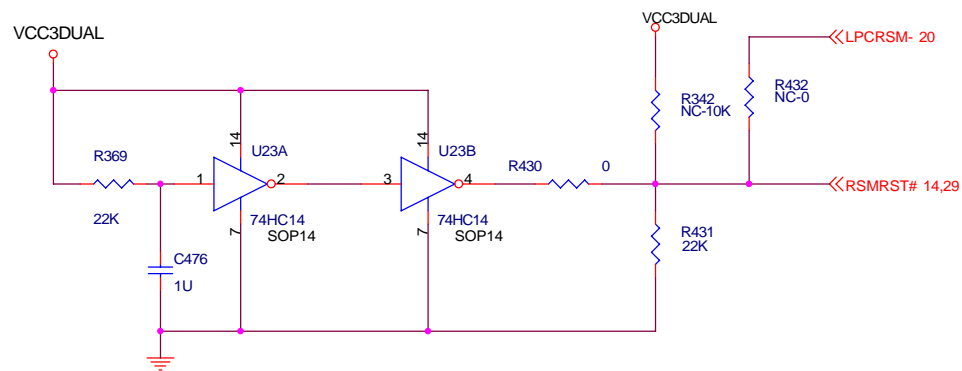 VCC3DUAL
VCC3DUAL
LPCRSM- 20
R342
NC-10K
R432
NC-0
14
14
R369
U23A
U23B
R430
0
1
2
3
4
RSMRST# 14,29
22K
74HC14
SOP14
7
74HC14
SOP14
7
R431
22K
C476
1U